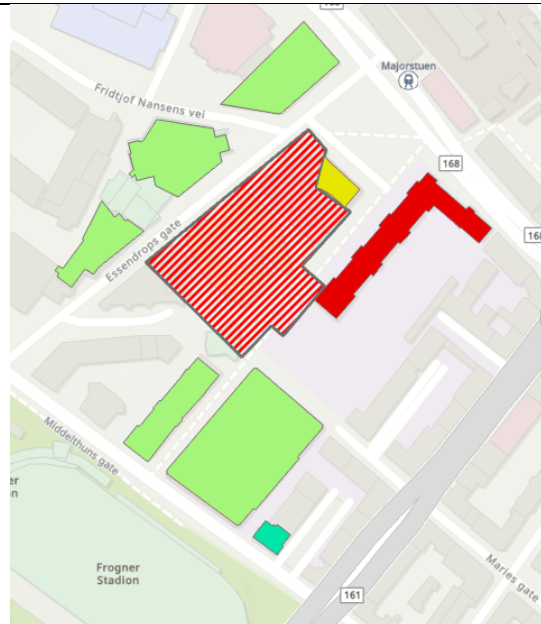 Majorstuen
Fridtjof Nansens vei
168
168
Essendrops gate
Middelthuns gate
Frogner
Stadion
161
Maries gate